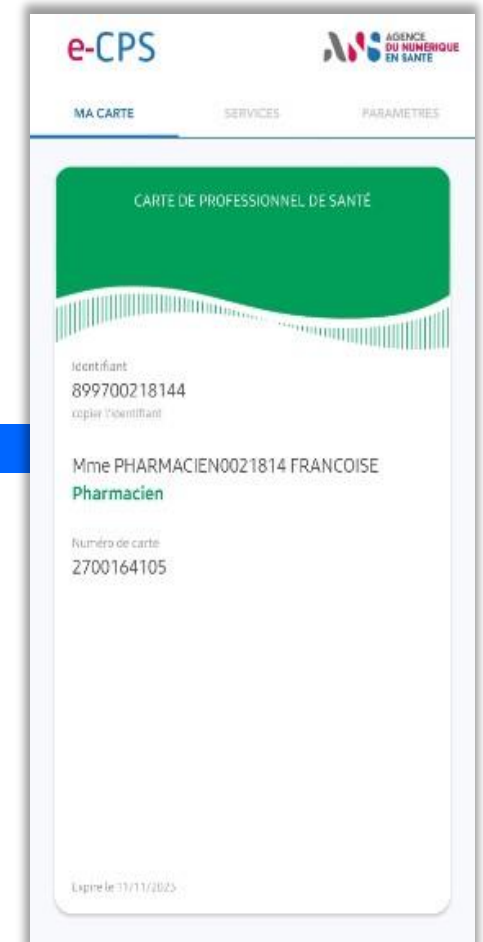 e-CPS
AGENCE
DU NUMÉRIQUE
EN SANTÉ
MA CARTE
SERVICES
PARAMETRES
CARTE DE PROFESSIONNEL DE SANTÉ
Identifiant
899700218144
copier l'identifiant
Mme PHARMACIEN0021814 FRANCOISE
Pharmacien
Numéro de carte
2700164105
Expire le 11/11/2025